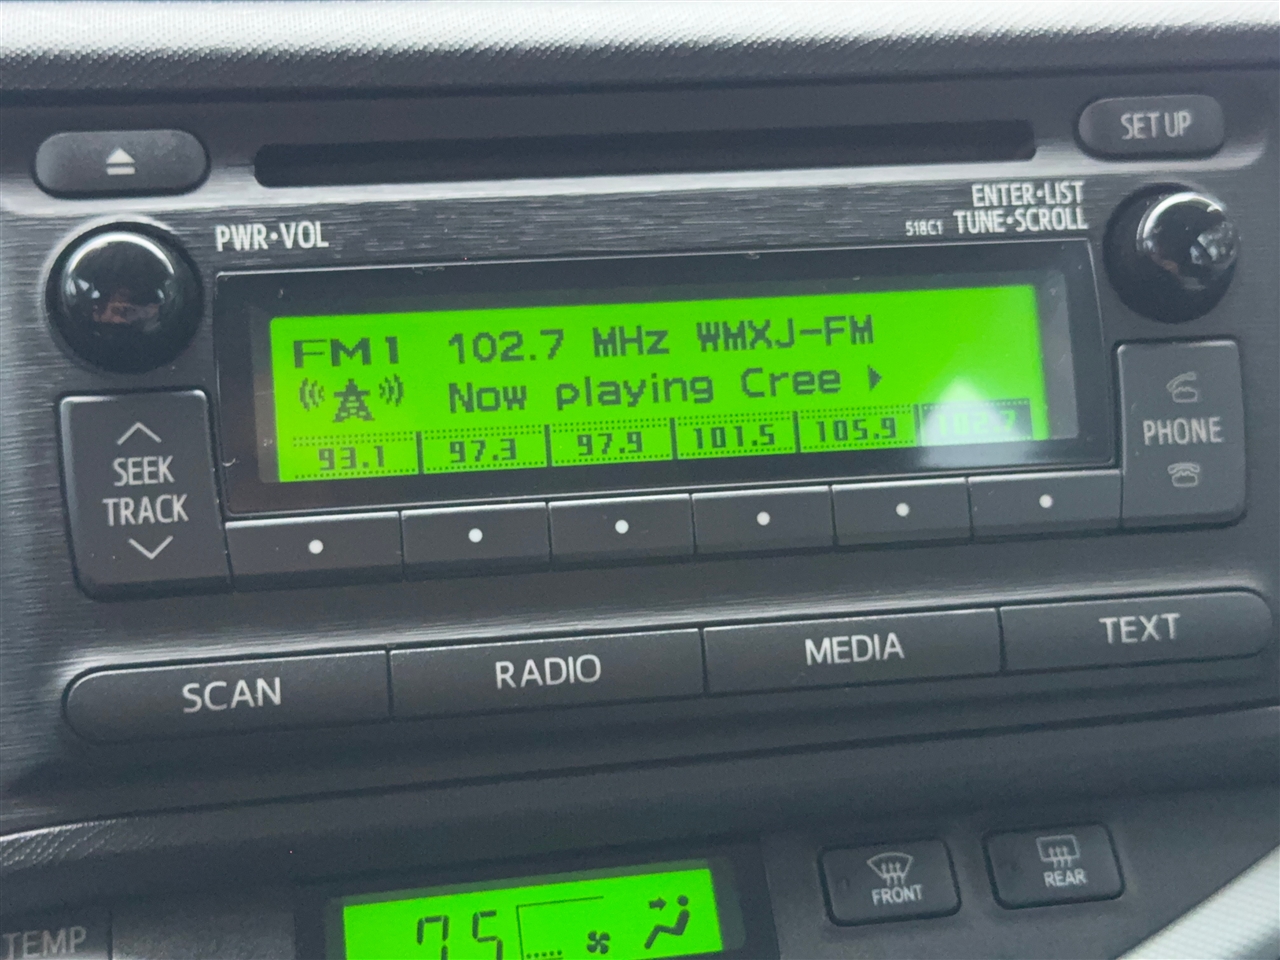 SET UP
ENTER•LIST
518C1 TUNE•SCROLL
PWR•VOL
FM1 102.7 MHz WMXJ-FM
Now playing Cree
93.1 97.3 97.9 101.5 105.9 102.7
SEEK
TRACK
PHONE
SCAN RADIO MEDIA TEXT
FRONT REAR
TEMP 75